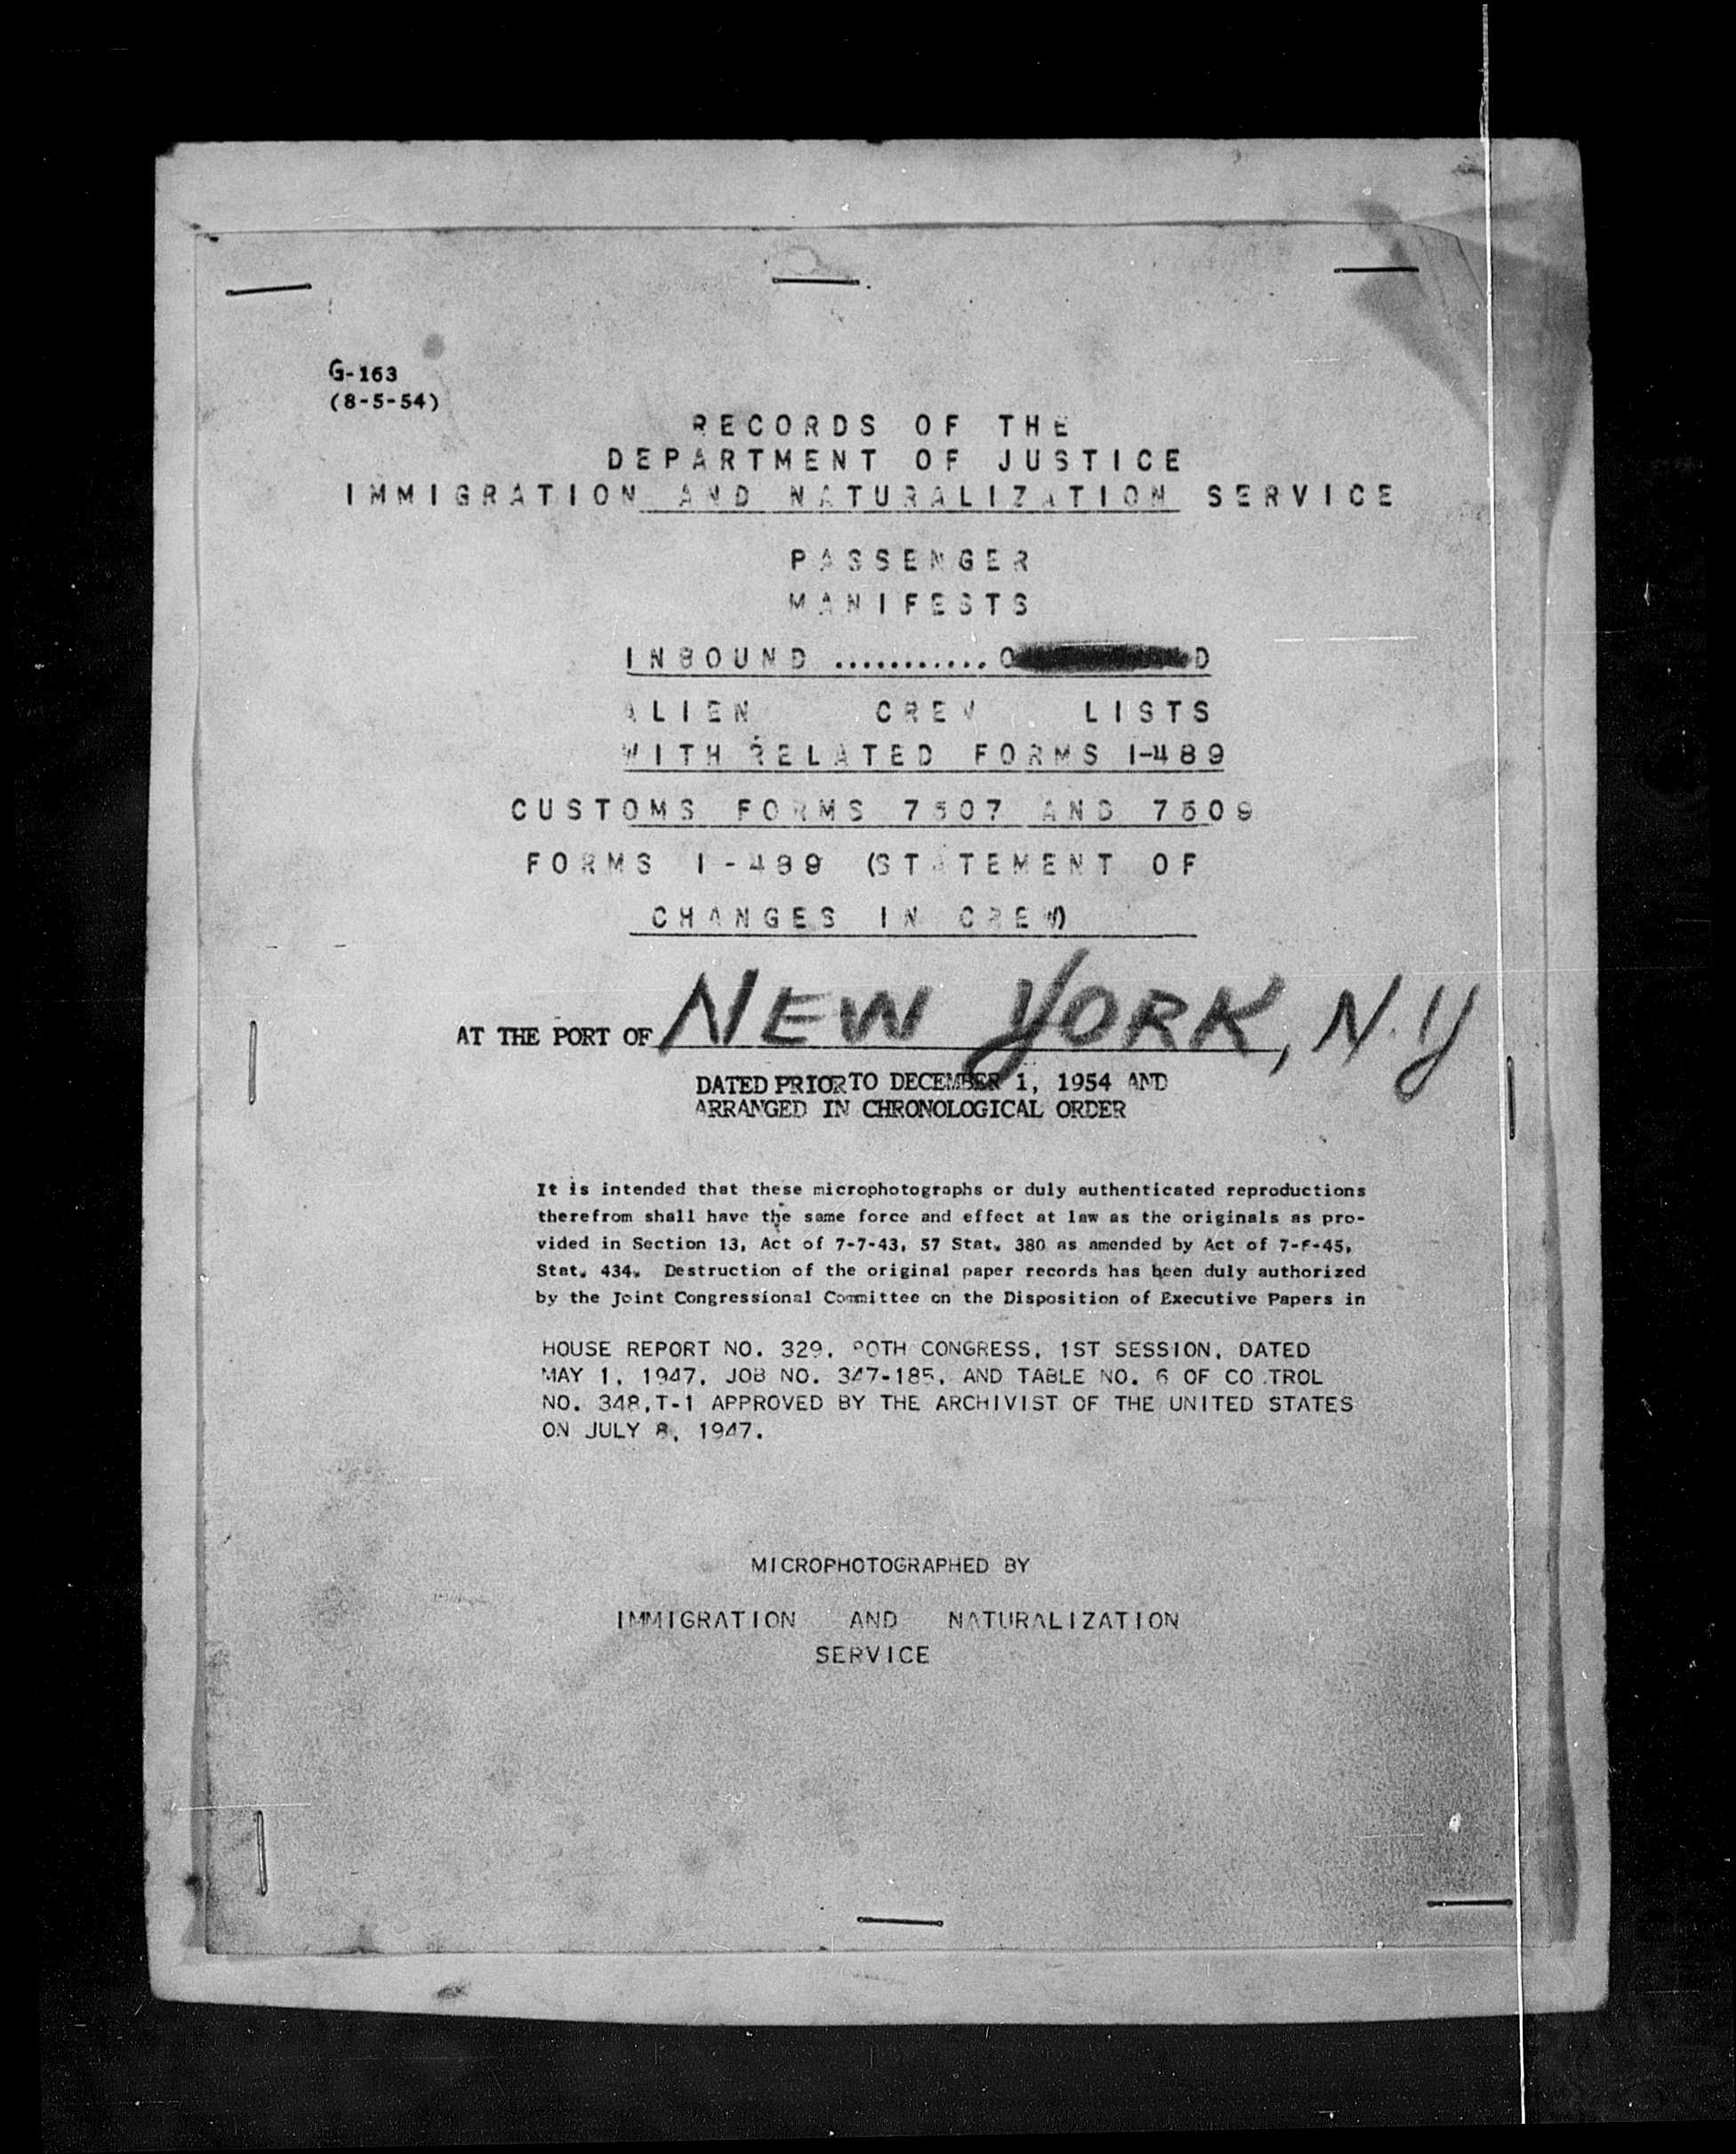 G-163
(8-5-54)
RECORDS OF THE
DEPARTMENT OF JUSTICE
IMMIGRATION AND NATURALIZATION SERVICE
PASSENGER
MANIFESTS
INBOUND ...........O D
ALIEN CREW LISTS
WITH RELATED FORMS I-489
CUSTOMS FORMS 7507 AND 7509
FORMS I-489 (STATEMENT OF
CHANGES IN CREW)
AT THE PORT OF NEW YORK, N.Y
DATED PRIOR TO DECEMBER 1, 1954 AND
ARRANGED IN CHRONOLOGICAL ORDER
It is intended that these microphotographs or duly authenticated reproductions
therefrom shall have the same force and effect at law as the originals as pro-
vided in Section 13, Act of 7-7-43, 57 Stat. 380 as amended by Act of
Stat. 434. Destruction of the original paper records has been duly authorized
by the Joint Congressional Committee on the Disposition of Executive Papers in
HOUSE REPORT NO. 329, 80TH CONGRESS, 1ST SESSION, DATED
MAY 1, 1947, JOB NO. 347-185, AND TABLE NO. 6 OF CO TROL
NO. 348,T-1 APPROVED BY THE ARCHIVIST OF THE UNITED STATES
ON JULY 8, 1947.
MICROPHOTOGRAPHED BY
IMMIGRATION AND NATURALIZATION
SERVICE